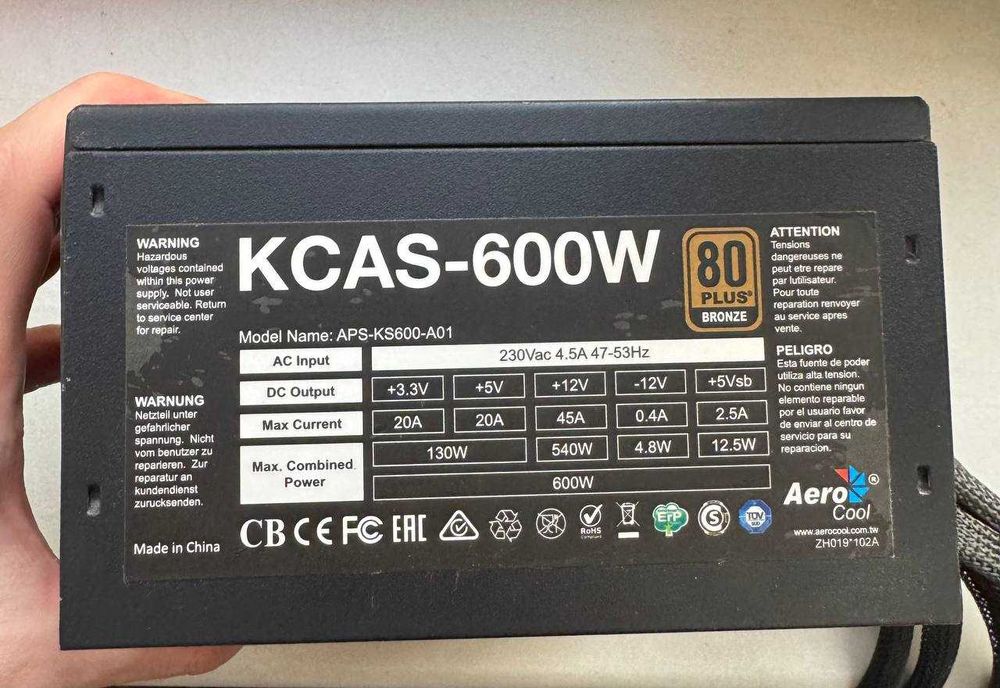 WARNING
Hazardous
voltages contained
within this power
supply. Not user
serviceable. Return
to service center
for repair.
WARNUNG
Netzteil unter
gefahrlicher
spannung. Nicht
vom benutzer zu
reparieren. Zur
reparatur an
kundendienst
zurucksenden.
Made in China
KCAS-600W
80
PLUS®
BRONZE
Model Name: APS-KS600-A01
AC Input 230Vac 4.5A 47-53Hz
DC Output +3.3V +5V +12V -12V +5Vsb
Max Current 20A 20A 45A 0.4A 2.5A
Max. Combined Power 130W 540W 4.8W 12.5W
600W
CB CE FC EAC RoHS Compliant ErP S TÜV SÜD
ATTENTION
Tensions
dangereuses ne
peut etre repare
par lutilisateur.
Pour toute
reparation renvoyer
au service apres
vente.
PELIGRO
Esta fuente de poder
utiliza alta tension.
No contiene ningun
elemento reparable
por el usuario favor
de enviar al centro de
servicio para su
reparacion.
Aero
Cool
®
www.aerocool.com.tw
ZH019*102A